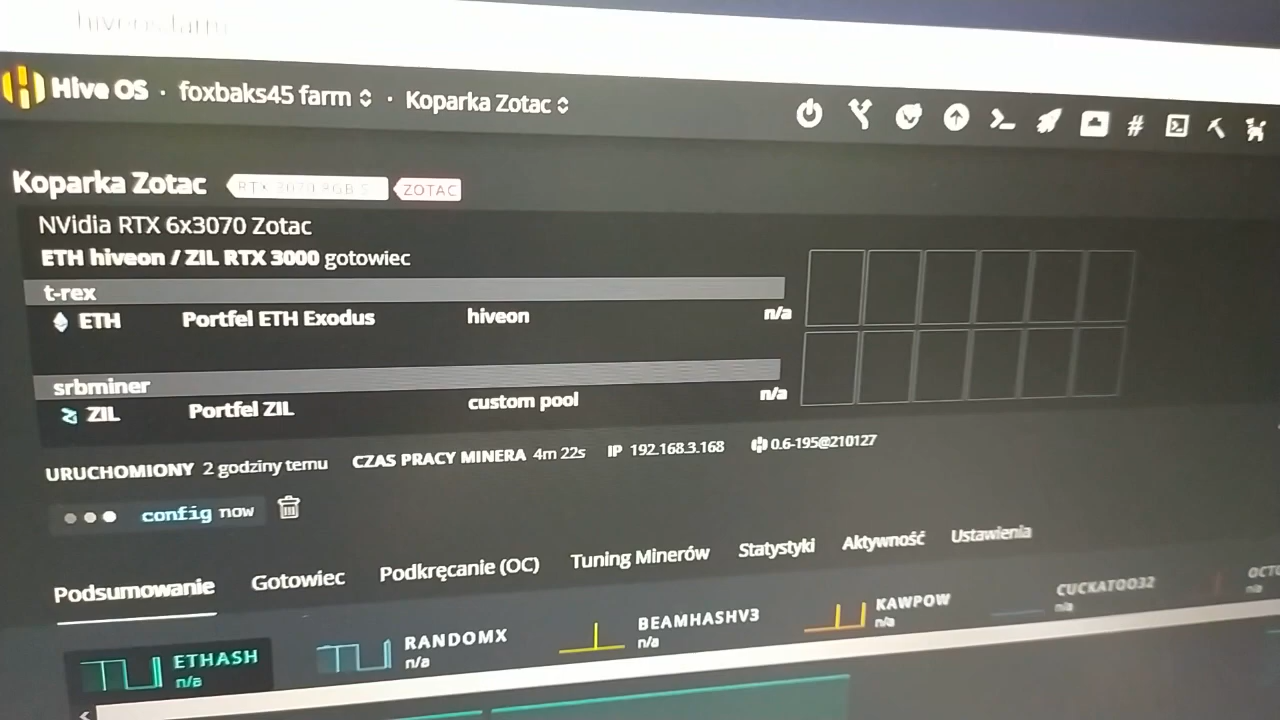 hiveos.farm
Hive OS · foxbaks45 farm · Koparka Zotac
Koparka Zotac ZOTAC
NVidia RTX 6x3070 Zotac
ETH hiveon / ZIL RTX 3000 gotowiec
t-rex
ETH Portfel ETH Exodus hiveon n/a
srbminer
ZIL Portfel ZIL custom pool n/a
URUCHOMIONY 2 godziny temu CZAS PRACY MINERA 4m 22s IP 192.168.3.168 0.6-195@210127
config now
Podsumowanie Gotowiec Podkręcanie (OC) Tuning Minerów Statystyki Aktywność Ustawienia
ETHASH RANDOMX BEAMHASHV3 KAWPOW CUCKATOO32
n/a n/a n/a n/a n/a n/a